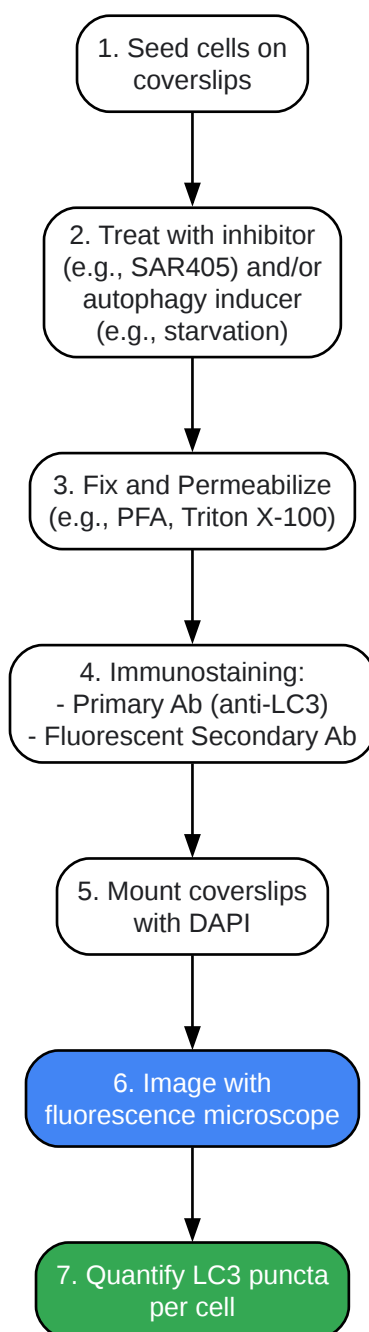 1. Seed cells on
coverslips
2. Treat with inhibitor
(e.g., SAR405) and/or
autophagy inducer
(e.g., starvation)
3. Fix and Permeabilize
(e.g., PFA, Triton X-100)
4. Immunostaining:
- Primary Ab (anti-LC3)
- Fluorescent Secondary Ab
5. Mount coverslips
with DAPI
6. Image with
fluorescence microscope
7. Quantify LC3 puncta
per cell